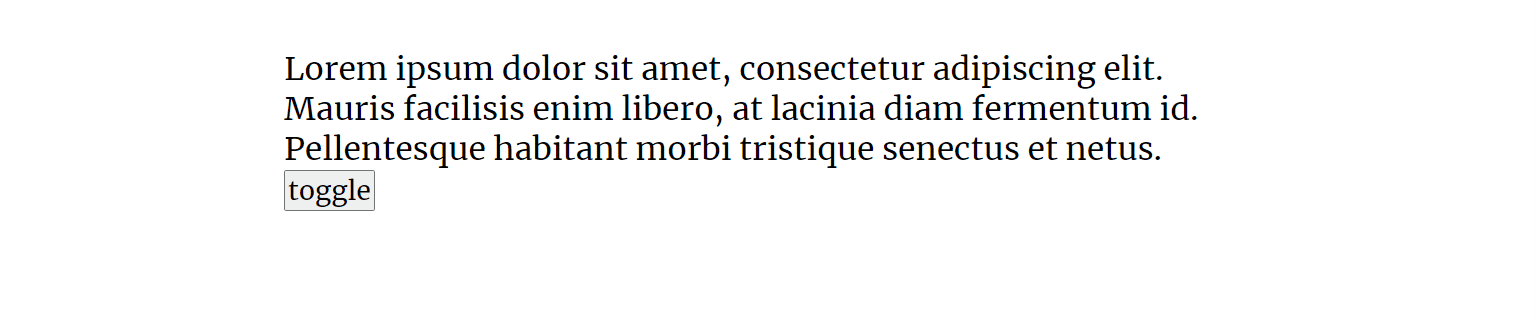 Lorem ipsum dolor sit amet, consectetur adipiscing elit.
Mauris facilisis enim libero, at lacinia diam fermentum id.
Pellentesque habitant morbi tristique senectus et netus.
toggle